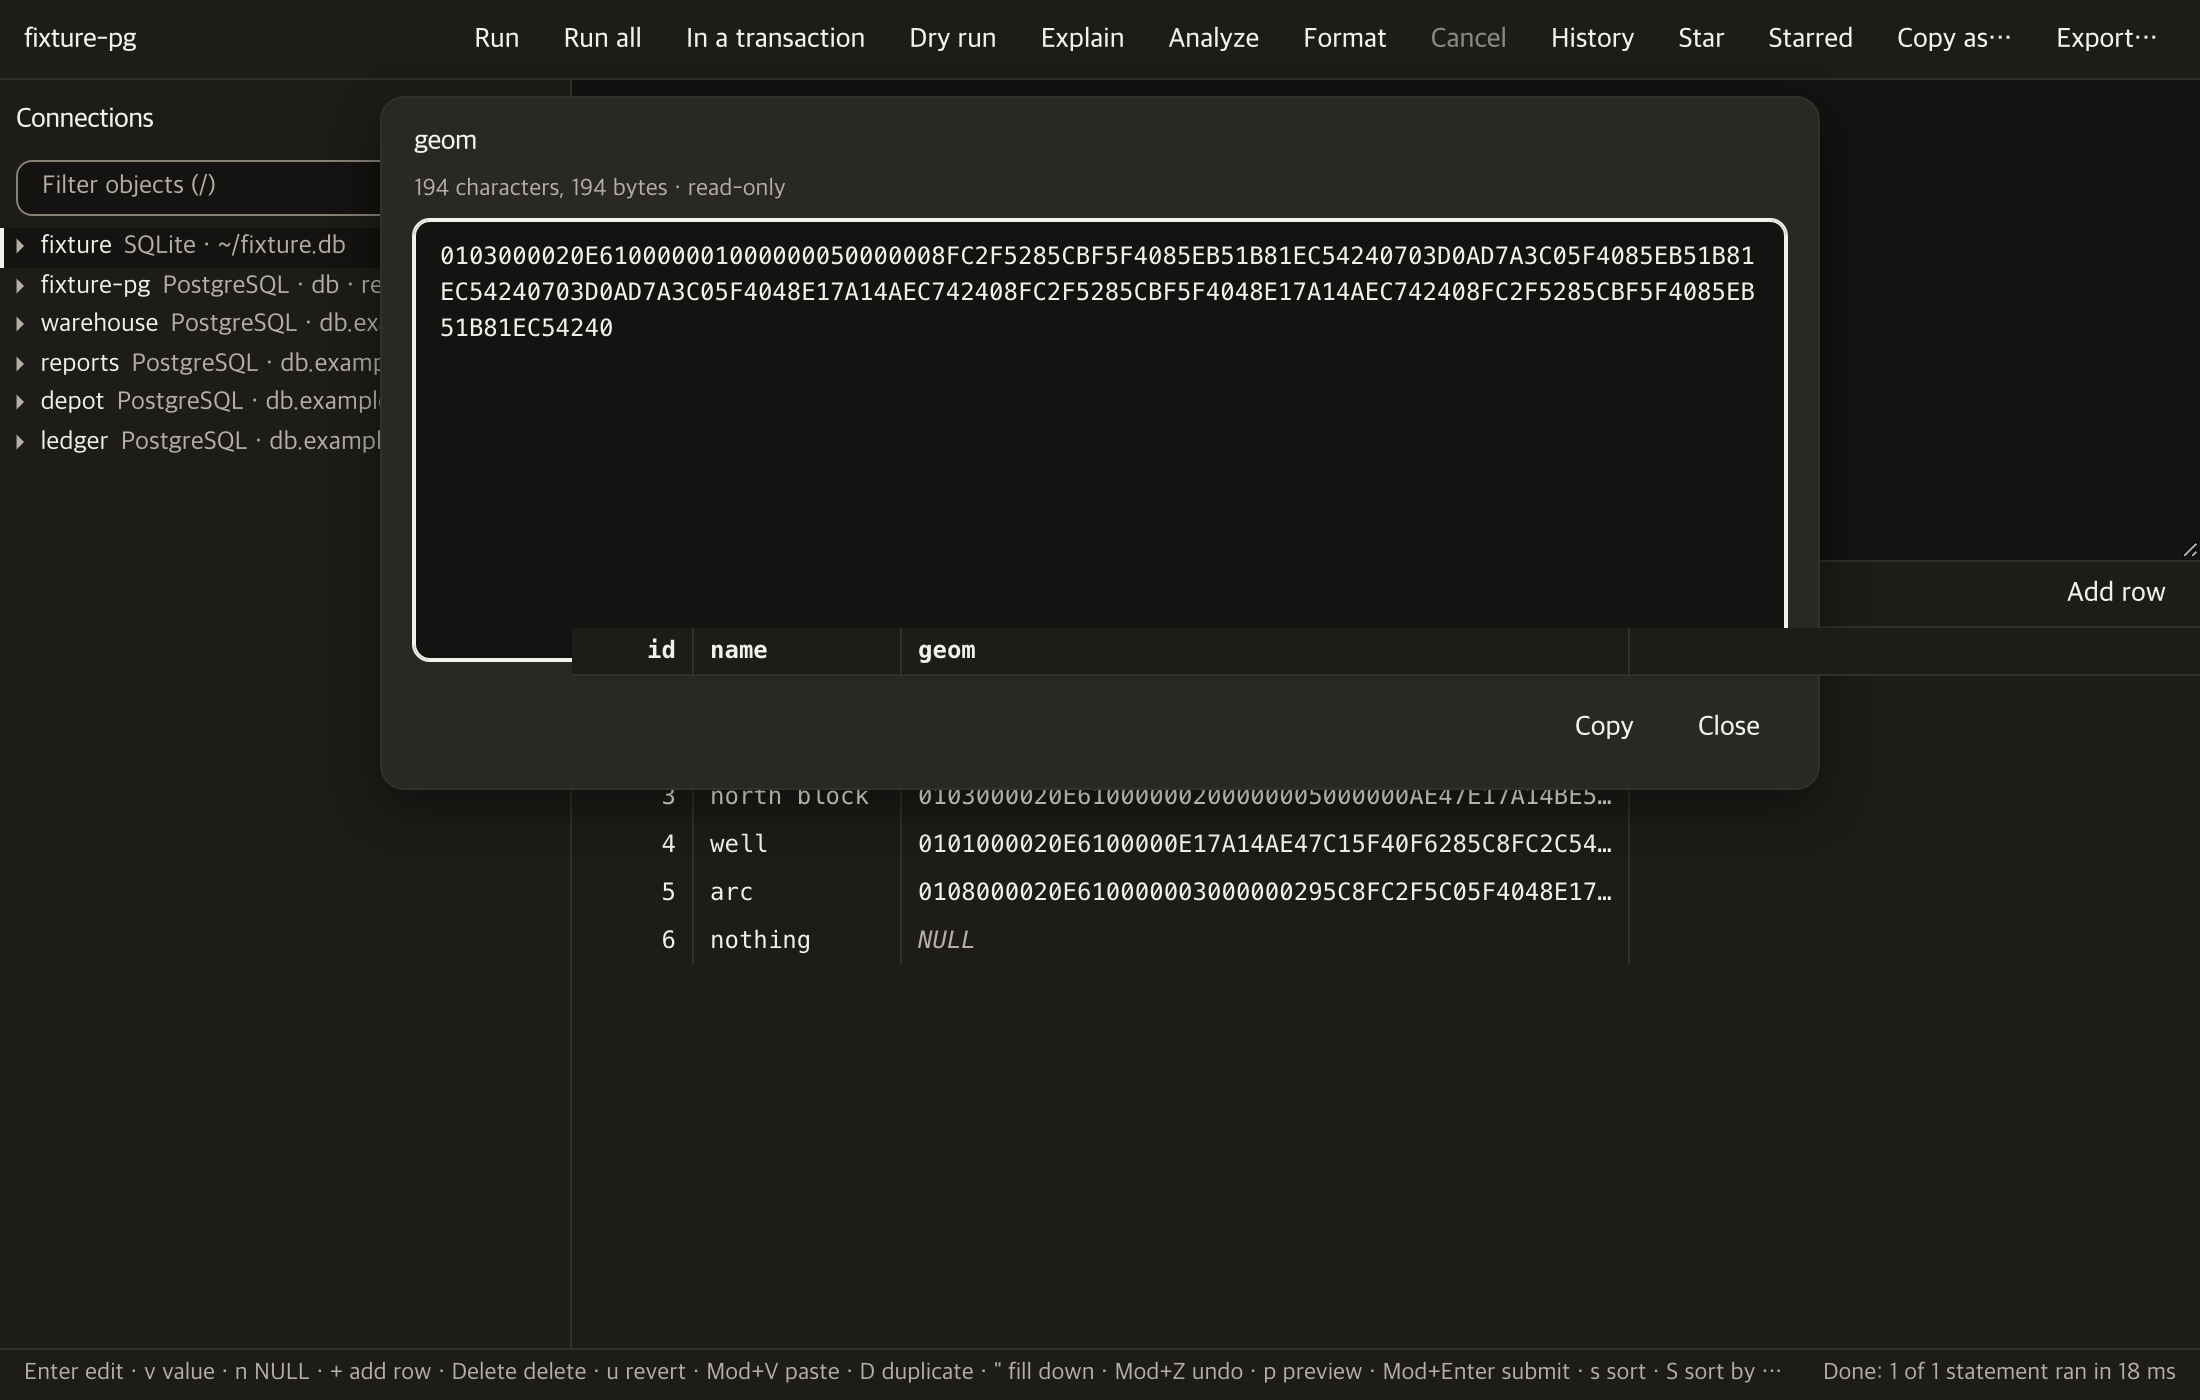 fixture-pg Run Run all In a transaction Dry run Explain Analyze Format Cancel History Star Starred Copy as··· Export···
Connections
Filter objects (/)
fixture SQLite · ~/fixture.db
fixture-pg PostgreSQL · db · re
warehouse PostgreSQL · db.ex
reports PostgreSQL · db.examp
depot PostgreSQL · db.example
ledger PostgreSQL · db.exampl
geom
194 characters, 194 bytes · read-only
0103000020E610000001000000050000008FC2F5285CBF5F4085EB51B81EC54240703D0AD7A3C05F4085EB51B81
EC54240703D0AD7A3C05F4048E17A14AEC742408FC2F5285CBF5F4048E17A14AEC742408FC2F5285CBF5F4085EB
51B81EC54240
Add row
id name geom
Copy Close
3 north block 0103000020E61000000200000005000000AE47E17A14BE5…
4 well 0101000020E6100000E17A14AE47C15F40F6285C8FC2C54…
5 arc 0108000020E610000003000000295C8FC2F5C05F4048E17…
6 nothing NULL
Enter edit · v value · n NULL · + add row · Delete delete · u revert · Mod+V paste · D duplicate · " fill down · Mod+Z undo · p preview · Mod+Enter submit · s sort · S sort by ··· Done: 1 of 1 statement ran in 18 ms